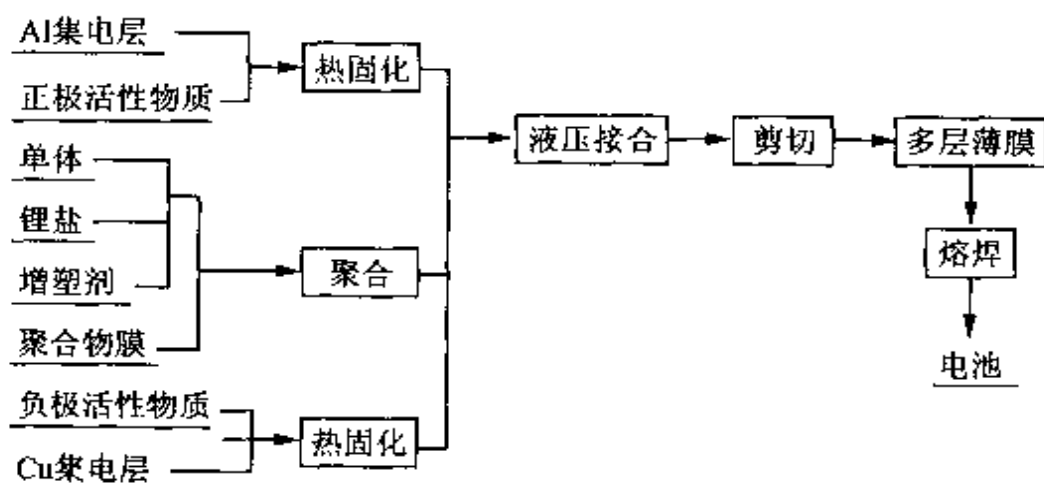 Al集电层
正极活性物质
热固化
单体
锂盐
增塑剂
聚合物膜
聚合
负极活性物质
Cu集电层
热固化
液压接合
剪切
多层薄膜
熔焊
电池